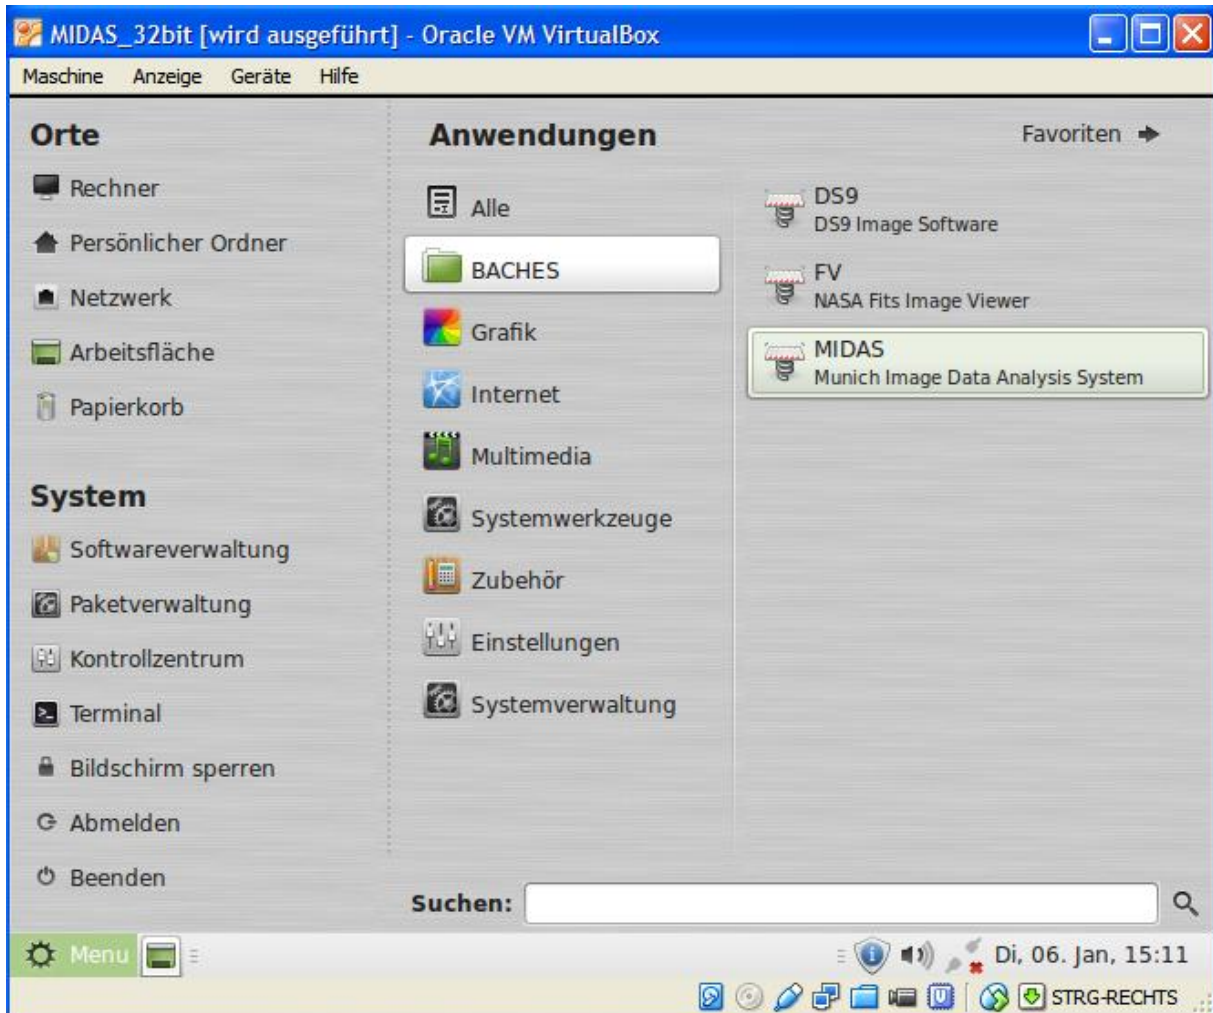 MIDAS_32bit [wird ausgeführt] - Oracle VM VirtualBox
Maschine Anzeige Geräte Hilfe
Orte
Rechner
Persönlicher Ordner
Netzwerk
Arbeitsfläche
Papierkorb
System
Softwareverwaltung
Paketverwaltung
Kontrollzentrum
Terminal
Bildschirm sperren
Abmelden
Beenden
Anwendungen
Favoriten
Alle
BACHES
Grafik
Internet
Multimedia
Systemwerkzeuge
Zubehör
Einstellungen
Systemverwaltung
DS9
DS9 Image Software
FV
NASA Fits Image Viewer
MIDAS
Munich Image Data Analysis System
Suchen:
Menu
Di, 06. Jan, 15:11
STRG-RECHTS